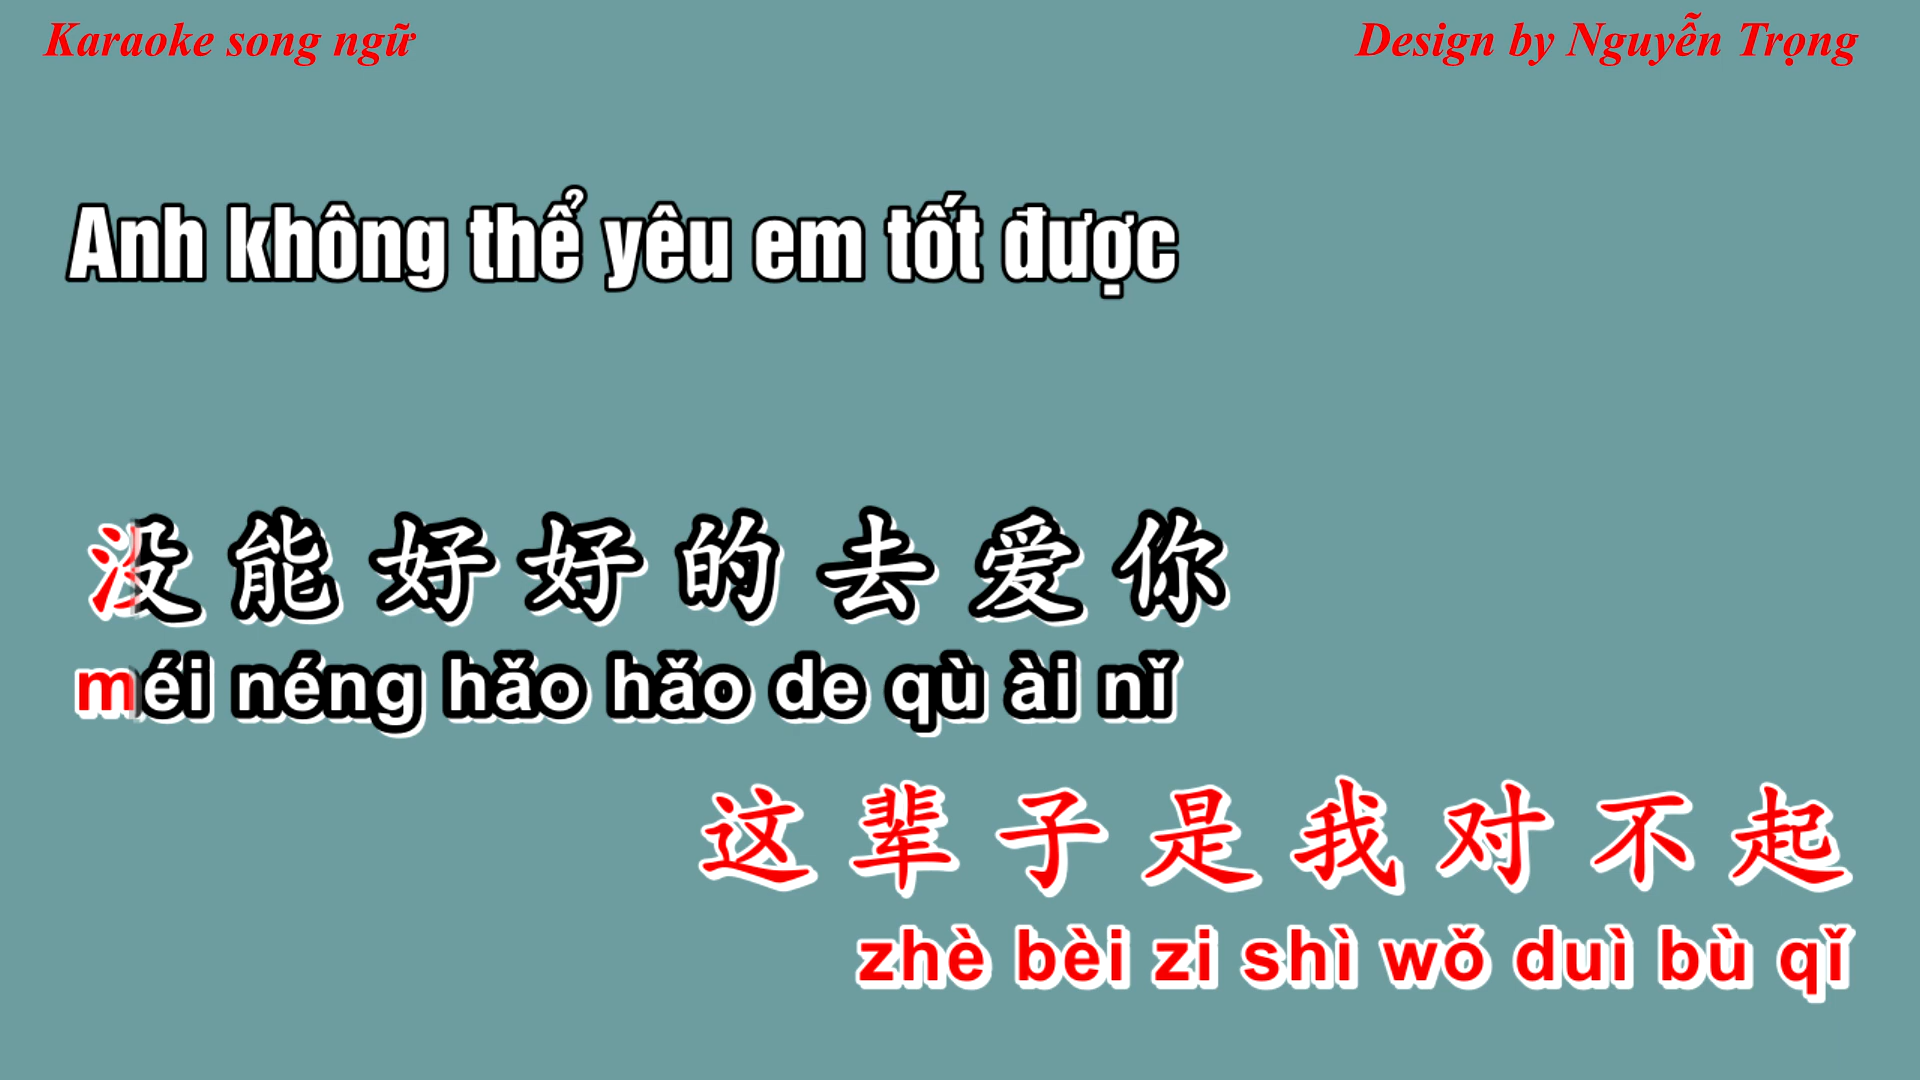 Karaoke song ngữ
Design by Nguyễn Trọng
Anh không thể yêu em tốt được
没能好好的去爱你
méi néng hǎo hǎo de qù ài nǐ
这辈子是我对不起
zhè bèi zi shì wǒ duì bù qǐ